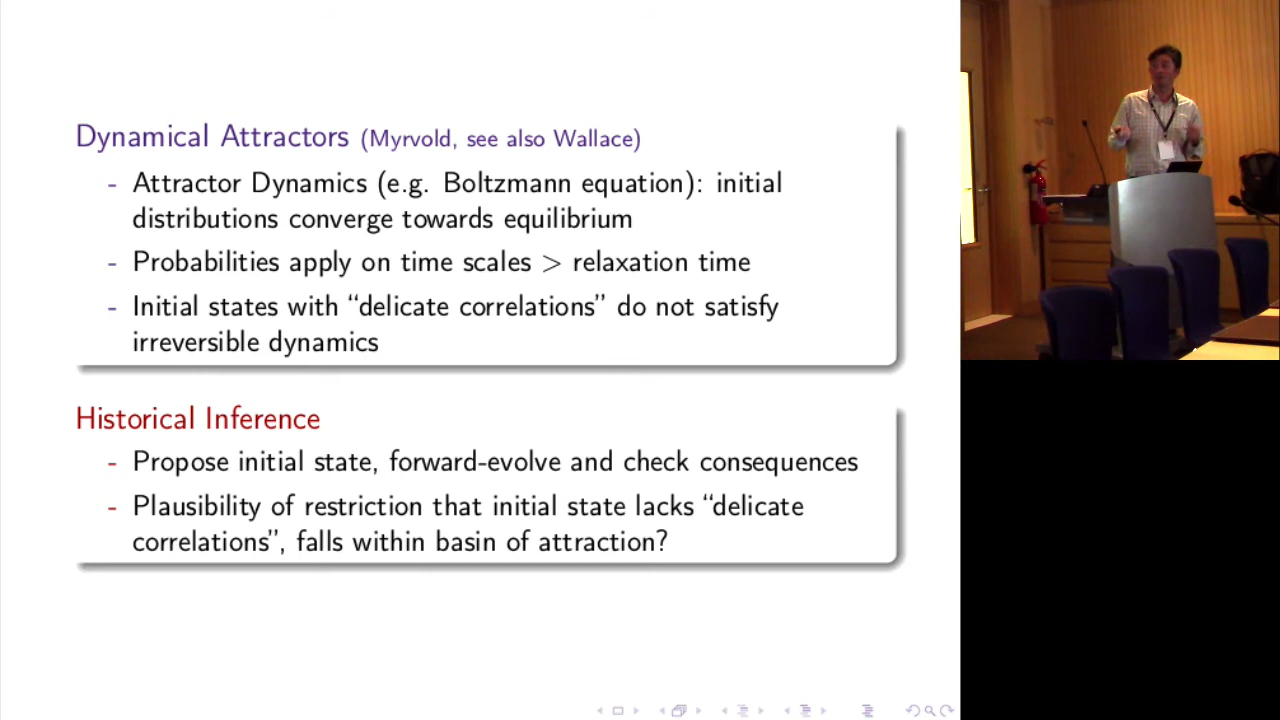 Dynamical Attractors (Myrvold, see also Wallace)
- Attractor Dynamics (e.g. Boltzmann equation): initial
distributions converge towards equilibrium
- Probabilities apply on time scales > relaxation time
- Initial states with “delicate correlations” do not satisfy
irreversible dynamics
Historical Inference
- Propose initial state, forward-evolve and check consequences
- Plausibility of restriction that initial state lacks “delicate
correlations”, falls within basin of attraction?